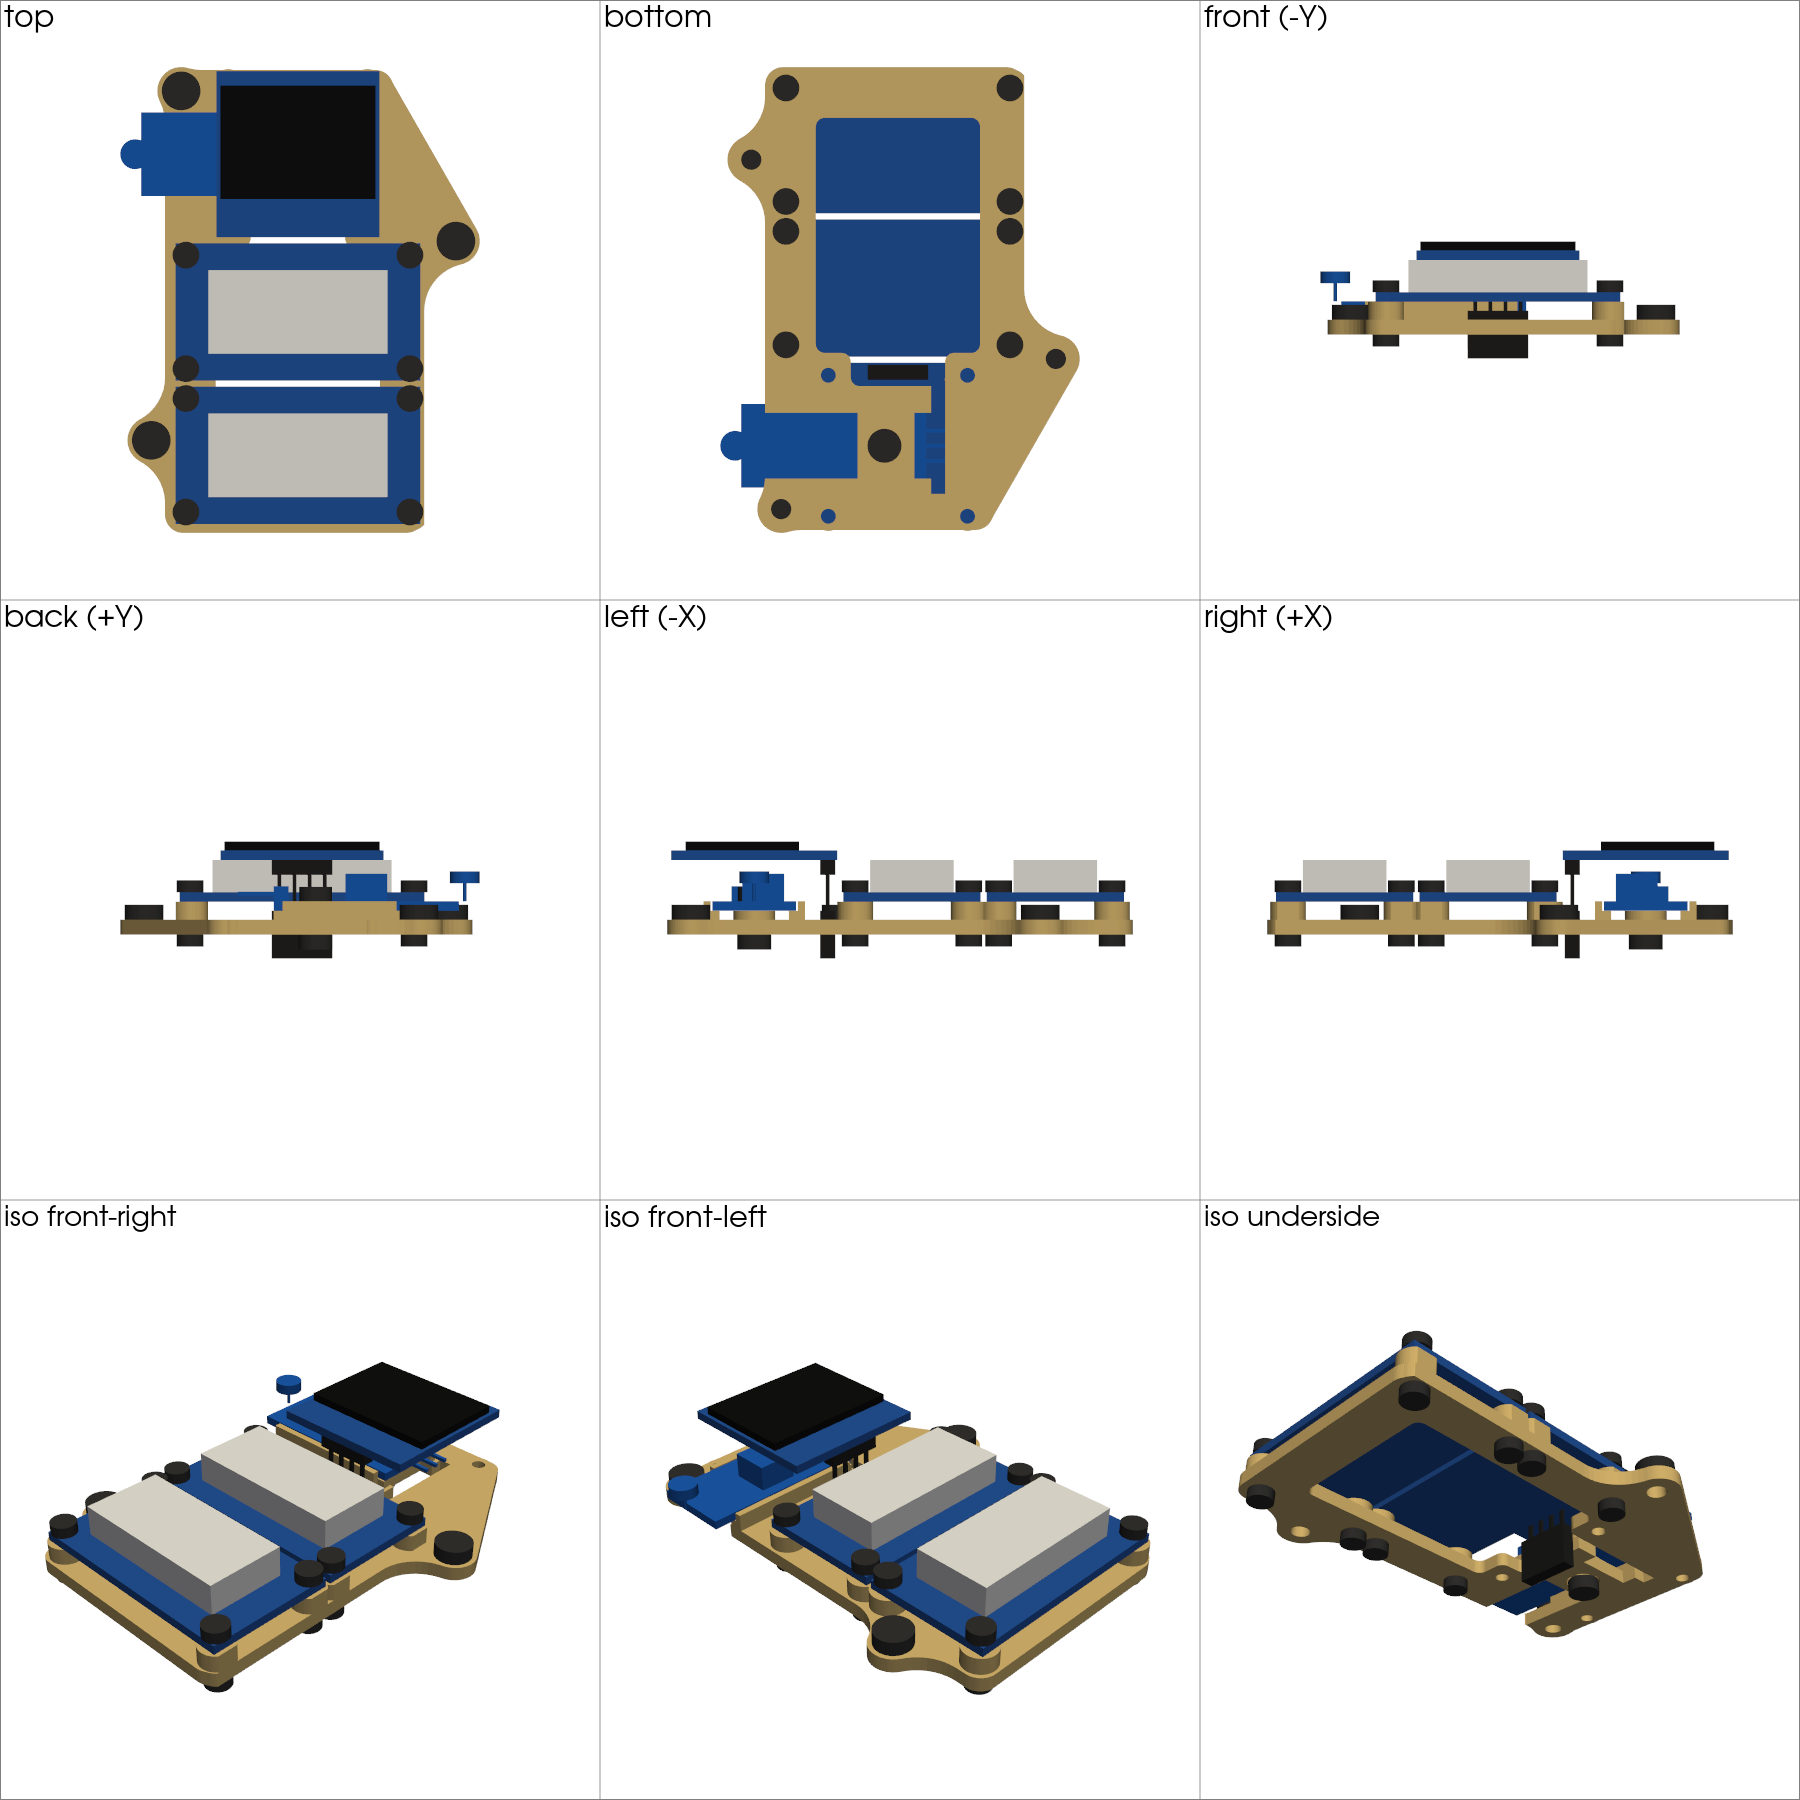 top
bottom
front (-Y)
back (+Y)
left (-X)
right (+X)
iso front-right
iso front-left
iso underside